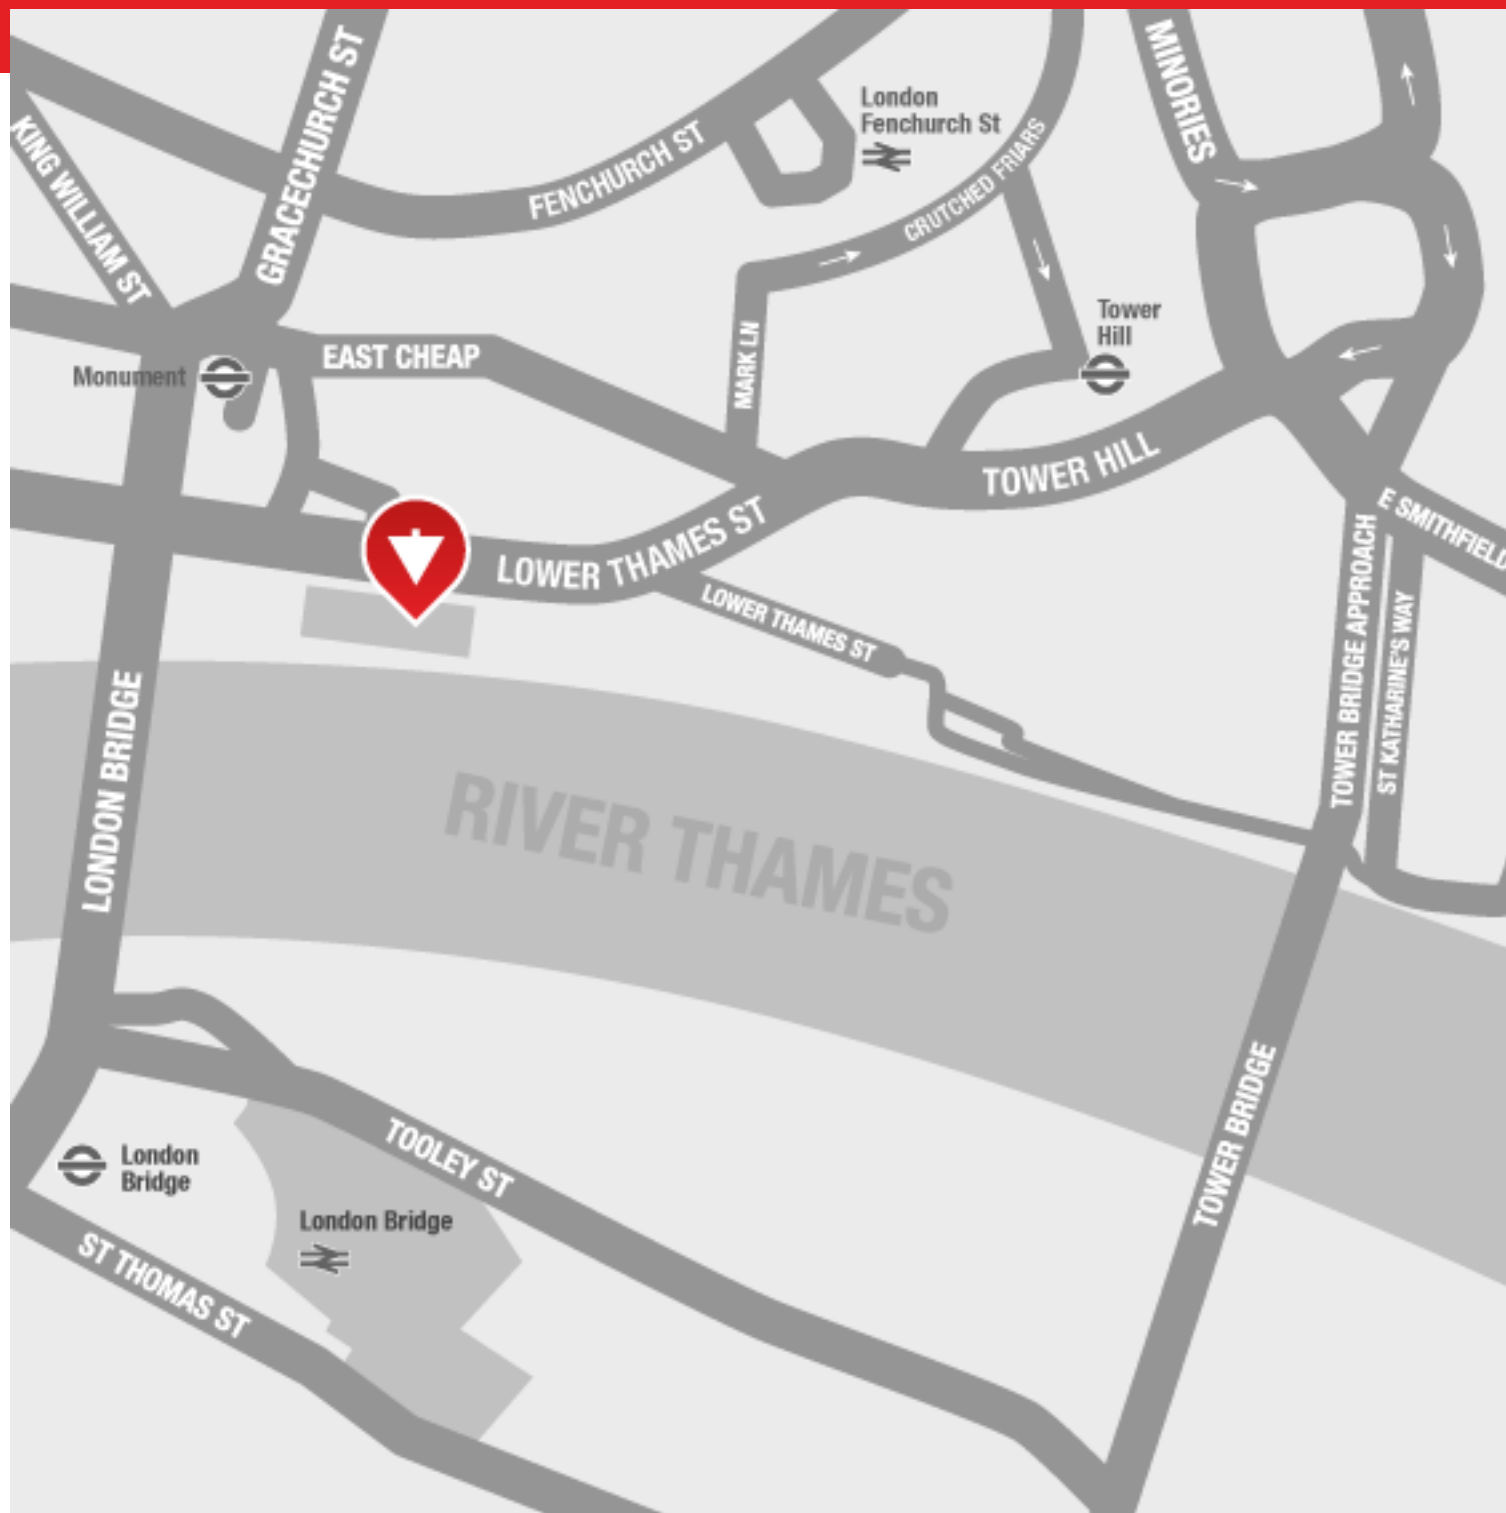 GRACECHURCH ST
MINORIES
KING WILLIAM ST
London
Fenchurch St
FENCHURCH ST
CRUTCHED FRIARS
Tower
Hill
EAST CHEAP
MARK LN
Monument
TOWER HILL
E SMITHFIELD
LOWER THAMES ST
LOWER THAMES ST
TOWER BRIDGE APPROACH
ST KATHARINE'S WAY
LONDON BRIDGE
RIVER THAMES
TOWER BRIDGE
TOOLEY ST
London
Bridge
London Bridge
ST THOMAS ST